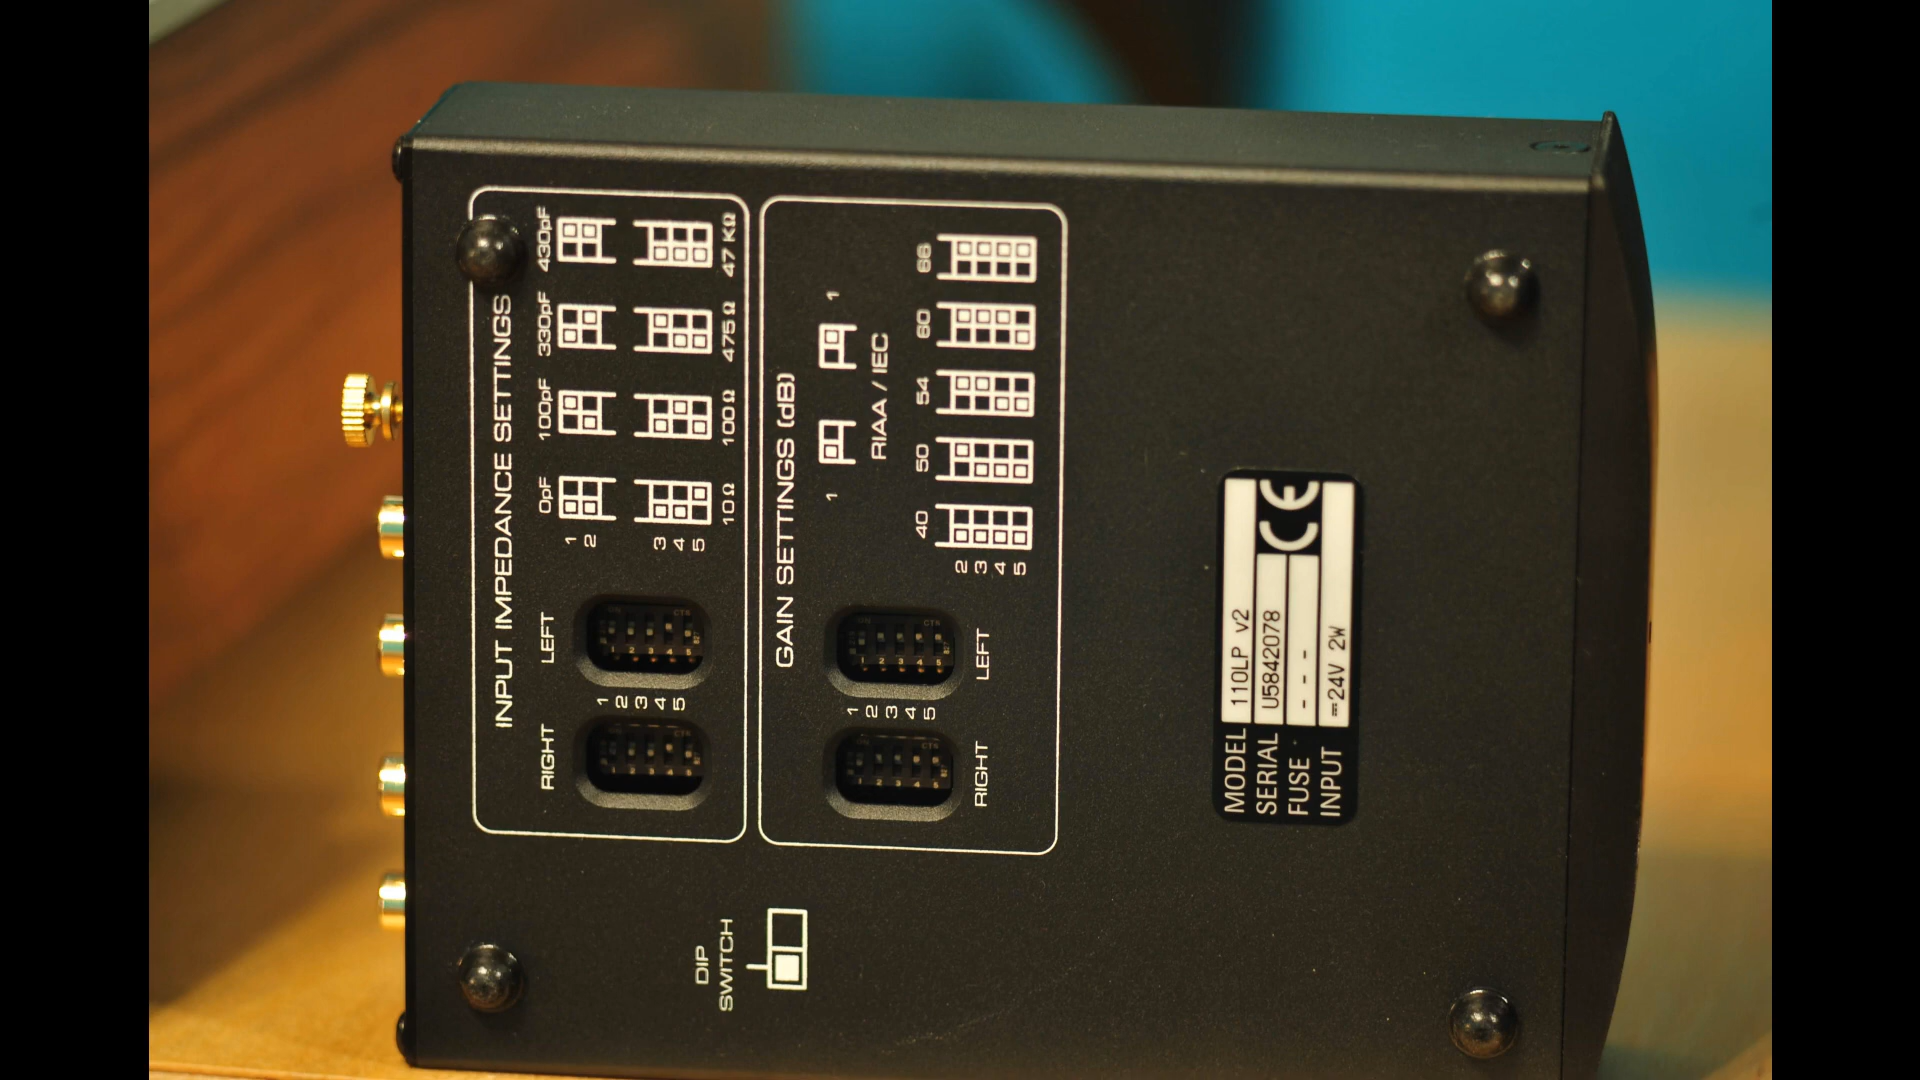 INPUT IMPEDANCE SETTINGS
0pF 100pF 330pF 430pF
1
2
3
4
5
10Ω 100Ω 475Ω 47 KΩ
RIGHT LEFT
1
2
3
4
5
GAIN SETTINGS (dB)
1 1
RIAA / IEC
40 50 54 60 66
2
3
4
5
1
2
3
4
5
RIGHT LEFT
DIP
SWITCH
MODEL 110LP v2
SERIAL U5842078
FUSE - - -
INPUT ⎓24V 2W
CE